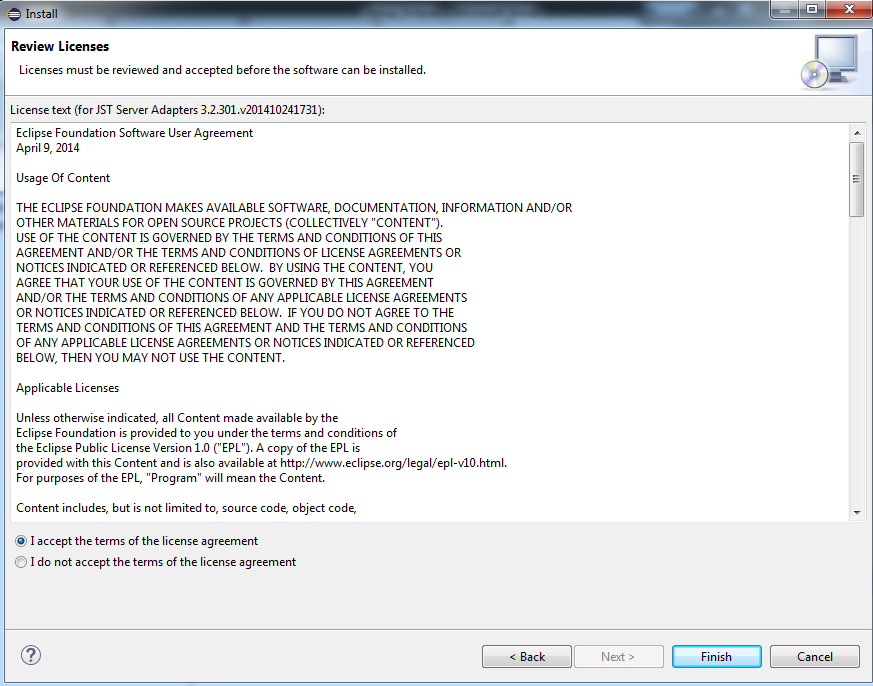 Install
Review Licenses
Licenses must be reviewed and accepted before the software can be installed.
License text (for JST Server Adapters 3.2.301.v201410241731):
Eclipse Foundation Software User Agreement
April 9, 2014
Usage Of Content
THE ECLIPSE FOUNDATION MAKES AVAILABLE SOFTWARE, DOCUMENTATION, INFORMATION AND/OR
OTHER MATERIALS FOR OPEN SOURCE PROJECTS (COLLECTIVELY "CONTENT").
USE OF THE CONTENT IS GOVERNED BY THE TERMS AND CONDITIONS OF THIS
AGREEMENT AND/OR THE TERMS AND CONDITIONS OF LICENSE AGREEMENTS OR
NOTICES INDICATED OR REFERENCED BELOW.  BY USING THE CONTENT, YOU
AGREE THAT YOUR USE OF THE CONTENT IS GOVERNED BY THIS AGREEMENT
AND/OR THE TERMS AND CONDITIONS OF ANY APPLICABLE LICENSE AGREEMENTS
OR NOTICES INDICATED OR REFERENCED BELOW.  IF YOU DO NOT AGREE TO THE
TERMS AND CONDITIONS OF THIS AGREEMENT AND THE TERMS AND CONDITIONS
OF ANY APPLICABLE LICENSE AGREEMENTS OR NOTICES INDICATED OR REFERENCED
BELOW, THEN YOU MAY NOT USE THE CONTENT.
Applicable Licenses
Unless otherwise indicated, all Content made available by the
Eclipse Foundation is provided to you under the terms and conditions of
the Eclipse Public License Version 1.0 ("EPL"). A copy of the EPL is
provided with this Content and is also available at http://www.eclipse.org/legal/epl-v10.html.
For purposes of the EPL, "Program" will mean the Content.
Content includes, but is not limited to, source code, object code,
I accept the terms of the license agreement
I do not accept the terms of the license agreement
? < Back Next > Finish Cancel